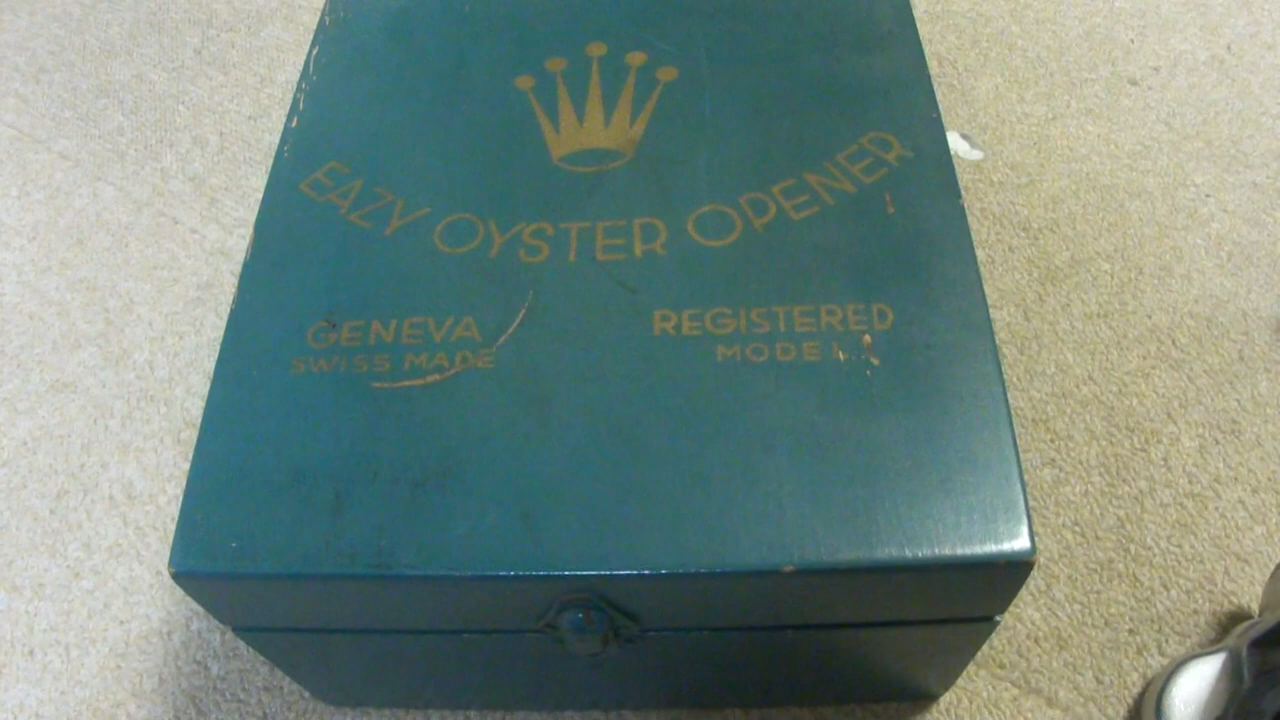 EAZY OYSTER OPENER
GENEVA
SWISS MADE
REGISTERED
MODEL